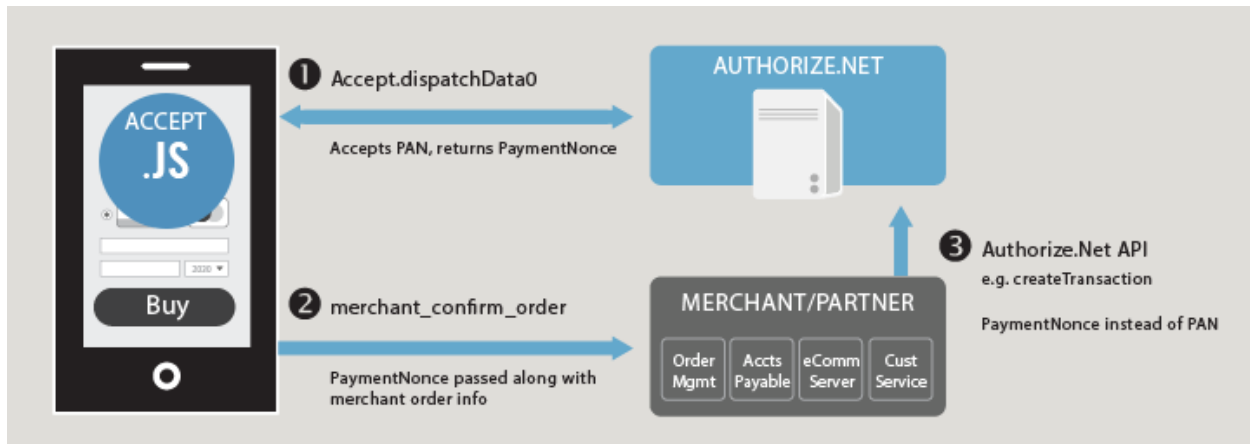 ACCEPT
.JS
2020
Buy
1 Accept.dispatchData0
Accepts PAN, returns PaymentNonce
2 merchant_confirm_order
PaymentNonce passed along with
merchant order info
AUTHORIZE.NET
3 Authorize.Net API
e.g. createTransaction
PaymentNonce instead of PAN
MERCHANT/PARTNER
Order
Mgmt
Accts
Payable
eComm
Server
Cust
Service